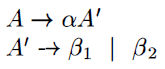 A → αA′
A′ → β₁ | β₂